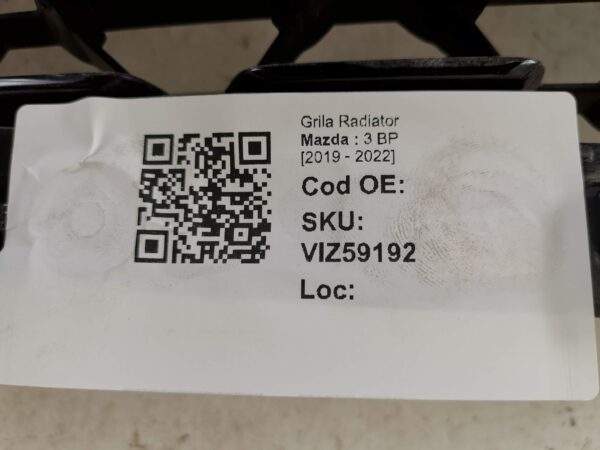 Grila Radiator
Mazda : 3 BP
[2019 - 2022]
Cod OE:
SKU:
VIZ59192
Loc: